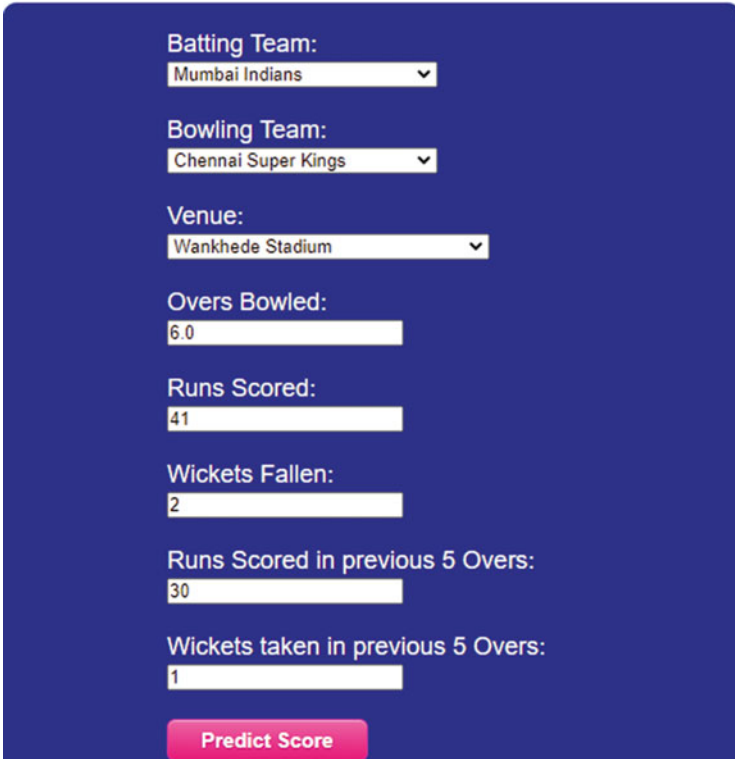 Batting Team:
Mumbai Indians
Bowling Team:
Chennai Super Kings
Venue:
Wankhede Stadium
Overs Bowled:
6.0
Runs Scored:
41
Wickets Fallen:
2
Runs Scored in previous 5 Overs:
30
Wickets taken in previous 5 Overs:
1
Predict Score